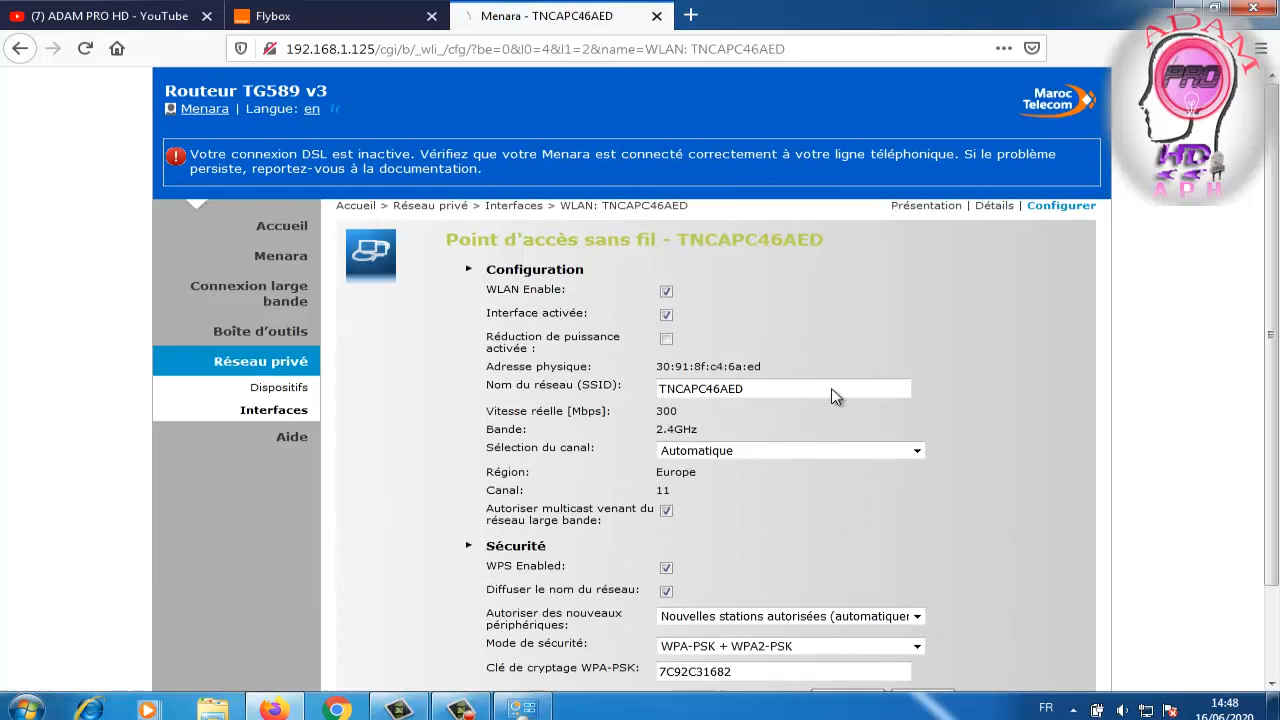 (7) ADAM PRO HD - YouTube
Flybox
Menara - TNCAPC46AED
192.168.1.125/cgi/b/_wli_/cfg/?be=0&l0=4&l1=2&name=WLAN: TNCAPC46AED
ADAM
PRO
HD
APH
Routeur TG589 v3
Menara | Langue: en fr
Maroc
Telecom
Votre connexion DSL est inactive. Vérifiez que votre Menara est connecté correctement à votre ligne téléphonique. Si le problème
persiste, reportez-vous à la documentation.
Accueil > Réseau privé > Interfaces > WLAN: TNCAPC46AED
Présentation | Détails | Configurer
Accueil
Menara
Connexion large
bande
Boîte d'outils
Réseau privé
Dispositifs
Interfaces
Aide
Point d'accès sans fil - TNCAPC46AED
Configuration
WLAN Enable:
Interface activée:
Réduction de puissance
activée :
Adresse physique: 30:91:8f:c4:6a:ed
Nom du réseau (SSID): TNCAPC46AED
Vitesse réelle [Mbps]: 300
Bande: 2.4GHz
Sélection du canal: Automatique
Région: Europe
Canal: 11
Autoriser multicast venant du
réseau large bande:
Sécurité
WPS Enabled:
Diffuser le nom du réseau:
Autoriser des nouveaux
périphériques: Nouvelles stations autorisées (automatiquer
Mode de sécurité: WPA-PSK + WPA2-PSK
Clé de cryptage WPA-PSK: 7C92C31682
FR
14:48
16/06/2020